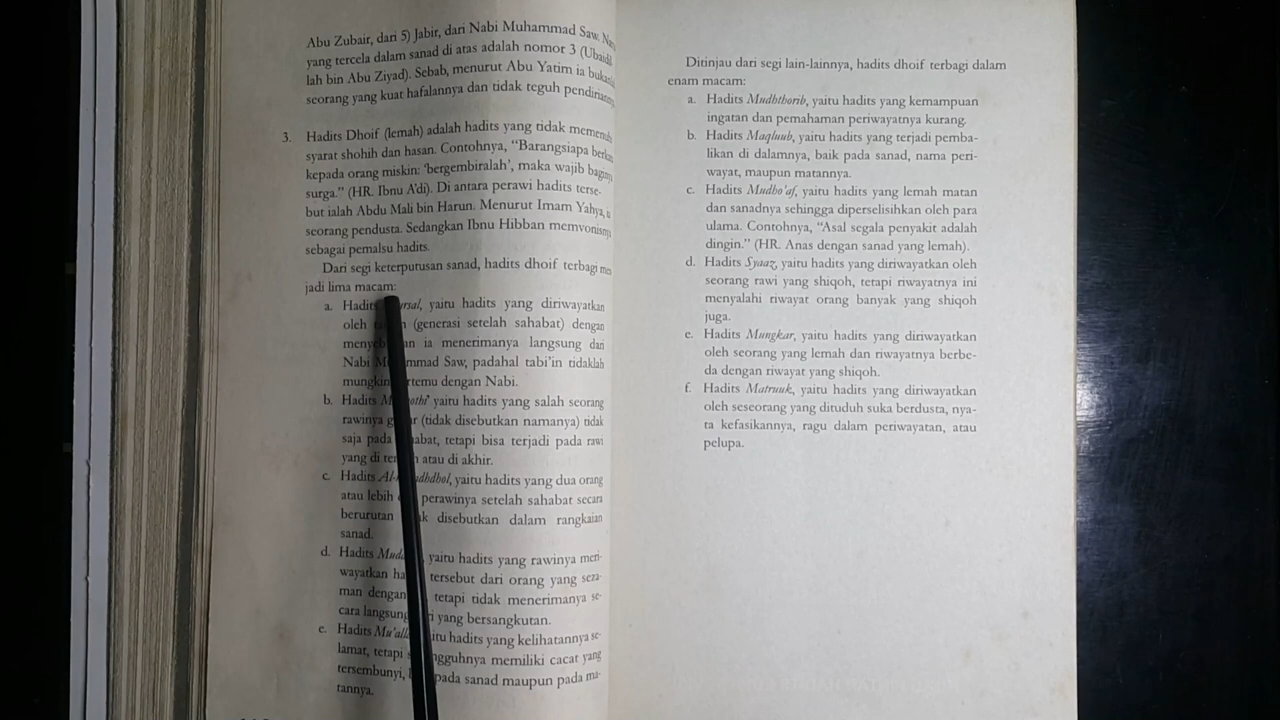 Abu Zubair, dari 5) Jabir, dari Nabi Muhammad Saw.
yang tercela dalam sanad di atas adalah nomor 3 (Ubaidil
lah bin Abu Ziyad). Sebab, menurut Abu Yatim ia
seorang yang kuat hafalannya dan tidak teguh
3. Hadits Dhoif (lemah) adalah hadits yang tidak
syarat shohih dan hasan. Contohnya, “Barangsiapa
kepada orang miskin: ‘bergembiralah’, maka wajib
surga.” (HR. Ibnu A’di). Di antara perawi hadits terse-
but ialah Abdu Mali bin Harun. Menurut Imam Yahya,
seorang pendusta. Sedangkan Ibnu Hibban
sebagai pemalsu hadits.
Dari segi keterputusan sanad, hadits dhoif terbagi
jadi lima macam:
a. Hadits yaitu hadits yang diriwayatkan
oleh (generasi setelah sahabat) dengan
ia menerimanya langsung dari
Nabi Saw, padahal tabi’in tidaklah
dengan Nabi.
b. Hadits yaitu hadits yang salah seorang
rawinya (tidak disebutkan namanya) tidak
saja pada tetapi bisa terjadi pada rawi
yang di atau di akhir.
c. Hadits yaitu hadits yang dua orang
atau lebih perawinya setelah sahabat secara
berurutan disebutkan dalam rangkaian
sanad.
d. Hadits yaitu hadits yang rawinya meri-
wayatkan tersebut dari orang yang seza-
man dengan tetapi tidak menerimanya se-
cara langsung yang bersangkutan.
e. Hadits hadits yang kelihatannya se-
lamat, tetapi memiliki cacat yang
tersembunyi, pada sanad maupun pada ma-
tannya.
Ditinjau dari segi lain-lainnya, hadits dhoif terbagi dalam
enam macam:
a. Hadits Mudhthorib, yaitu hadits yang kemampuan
ingatan dan pemahaman periwayatnya kurang.
b. Hadits Maqluub, yaitu hadits yang terjadi pemba-
likan di dalamnya, baik pada sanad, nama peri-
wayat, maupun matannya.
c. Hadits Mudho’af, yaitu hadits yang lemah matan
dan sanadnya sehingga diperselisihkan oleh para
ulama. Contohnya, “Asal segala penyakit adalah
dingin.” (HR. Anas dengan sanad yang lemah).
d. Hadits Syaaz, yaitu hadits yang diriwayatkan oleh
seorang rawi yang shiqoh, tetapi riwayatnya ini
menyalahi riwayat orang banyak yang shiqoh
juga.
e. Hadits Mungkar, yaitu hadits yang diriwayatkan
oleh seorang yang lemah dan riwayatnya berbe-
da dengan riwayat yang shiqoh.
f. Hadits Matruuk, yaitu hadits yang diriwayatkan
oleh seseorang yang dituduh suka berdusta, nya-
ta kefasikannya, ragu dalam periwayatan, atau
pelupa.